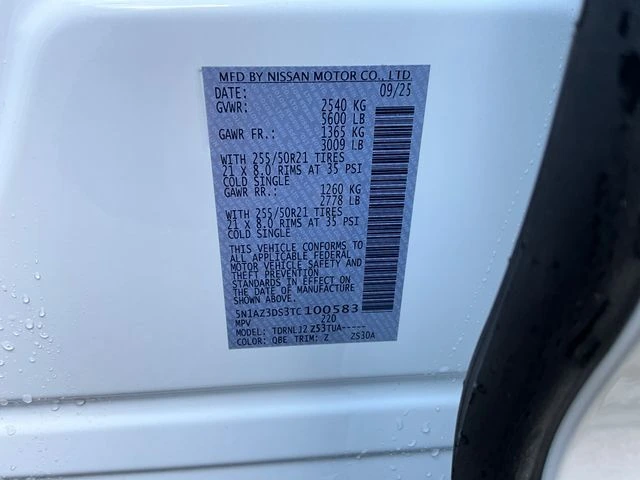 MFD BY NISSAN MOTOR CO., LTD.
DATE: 09/25
GVWR: 2540 KG
5600 LB
GAWR FR.: 1365 KG
3009 LB
WITH 255/50R21 TIRES
21 X 8.0 RIMS AT 35 PSI
COLD SINGLE
GAWR RR.: 1260 KG
2778 LB
WITH 255/50R21 TIRES
21 X 8.0 RIMS AT 35 PSI
COLD SINGLE
THIS VEHICLE CONFORMS TO
ALL APPLICABLE FEDERAL
MOTOR VEHICLE SAFETY AND
THEFT PREVENTION
STANDARDS IN EFFECT ON
THE DATE OF MANUFACTURE
5N1AZ3DS3TC100583
MPV 220
MODEL: TDRNLJ2 Z53TUA-----
COLOR: QBE TRIM: Z ZS30A